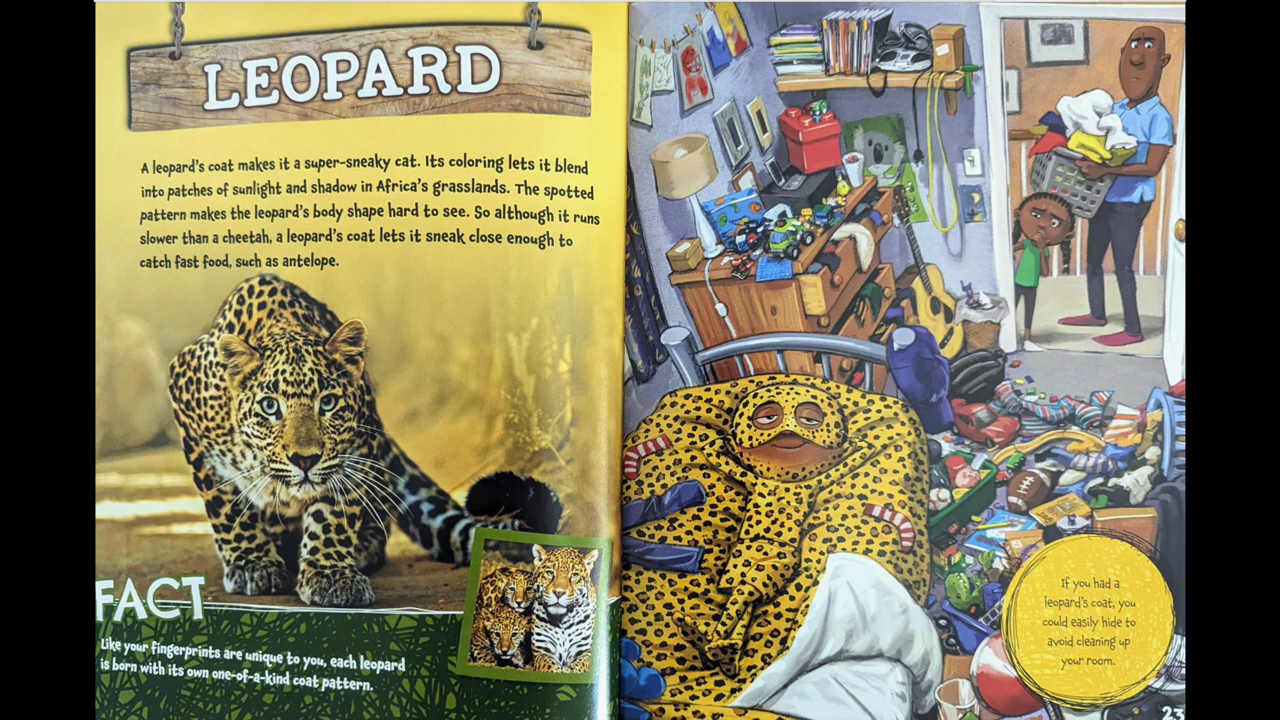 LEOPARD
A leopard's coat makes it a super-sneaky cat. Its coloring lets it blend
into patches of sunlight and shadow in Africa's grasslands. The spotted
pattern makes the leopard's body shape hard to see. So although it runs
slower than a cheetah, a leopard's coat lets it sneak close enough to
catch fast food, such as antelope.
FACT
Like your fingerprints are unique to you, each leopard
is born with its own one-of-a-kind coat pattern.
If you had a
leopard's coat, you
could easily hide to
avoid cleaning up
your room.
23